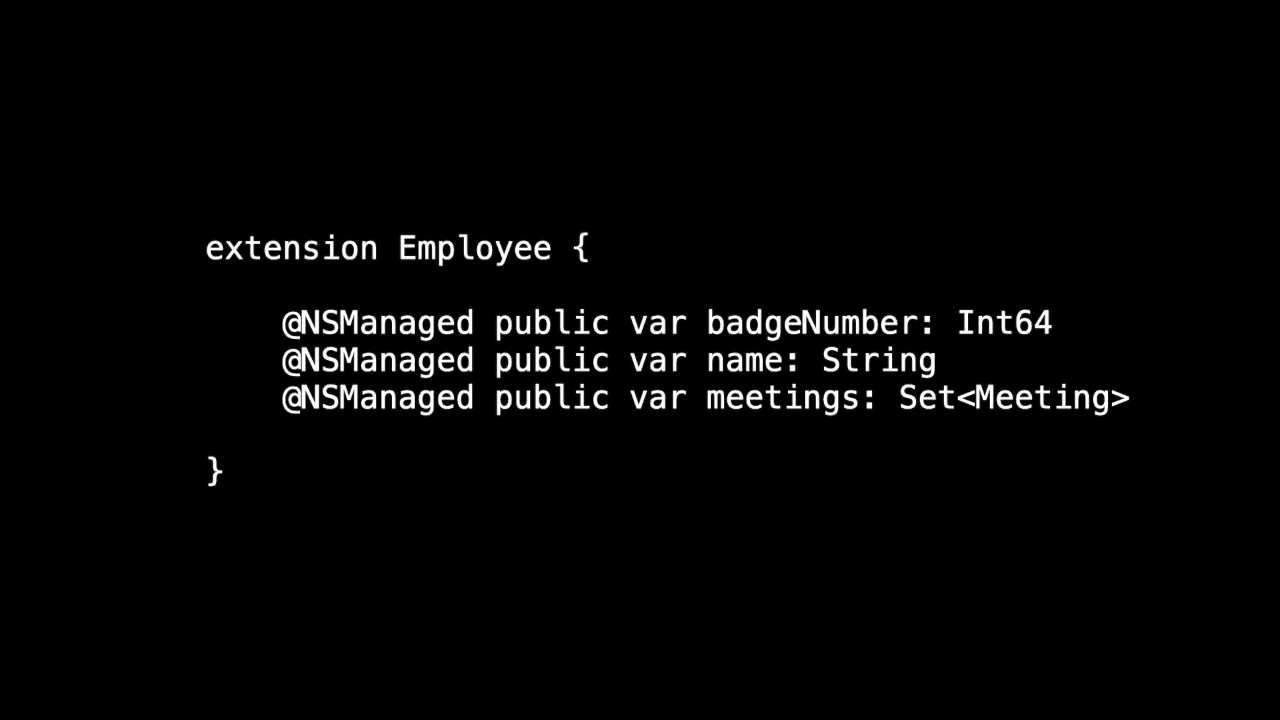 extension Employee {
@NSManaged public var badgeNumber: Int64
@NSManaged public var name: String
@NSManaged public var meetings: Set<Meeting>
}